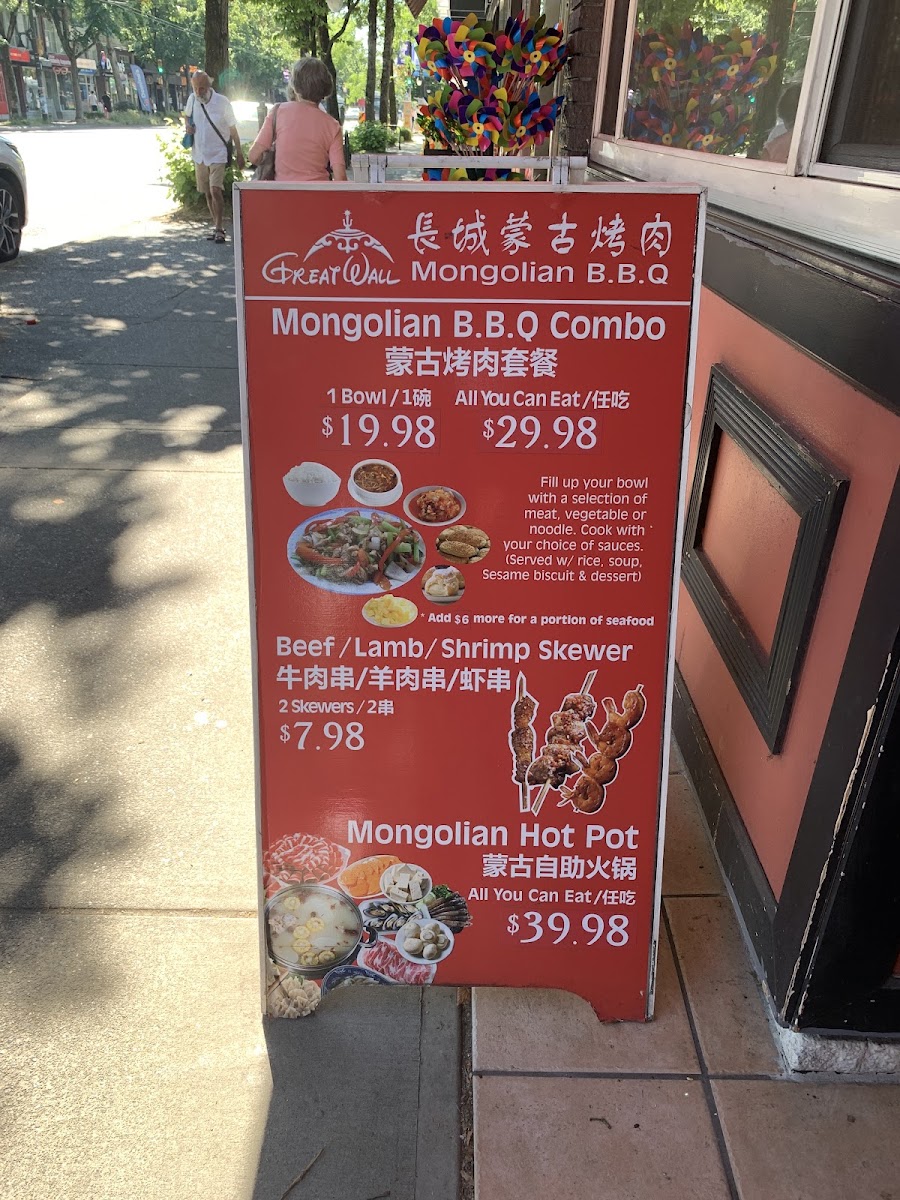 GREAT WALL
長城蒙古烤肉
Mongolian B.B.Q
Mongolian B.B.Q Combo
蒙古烤肉套餐
1 Bowl / 1碗 All You Can Eat /任吃
$19.98 $29.98
Fill up your bowl
with a selection of
meat, vegetable or
noodle. Cook with
your choice of sauces.
(Served w/ rice, soup,
Sesame biscuit & dessert)
* Add $6 more for a portion of seafood
Beef /Lamb/ Shrimp Skewer
牛肉串/羊肉串/虾串
2 Skewers / 2串
$7.98
Mongolian Hot Pot
蒙古自助火锅
All You Can Eat /任吃
$39.98